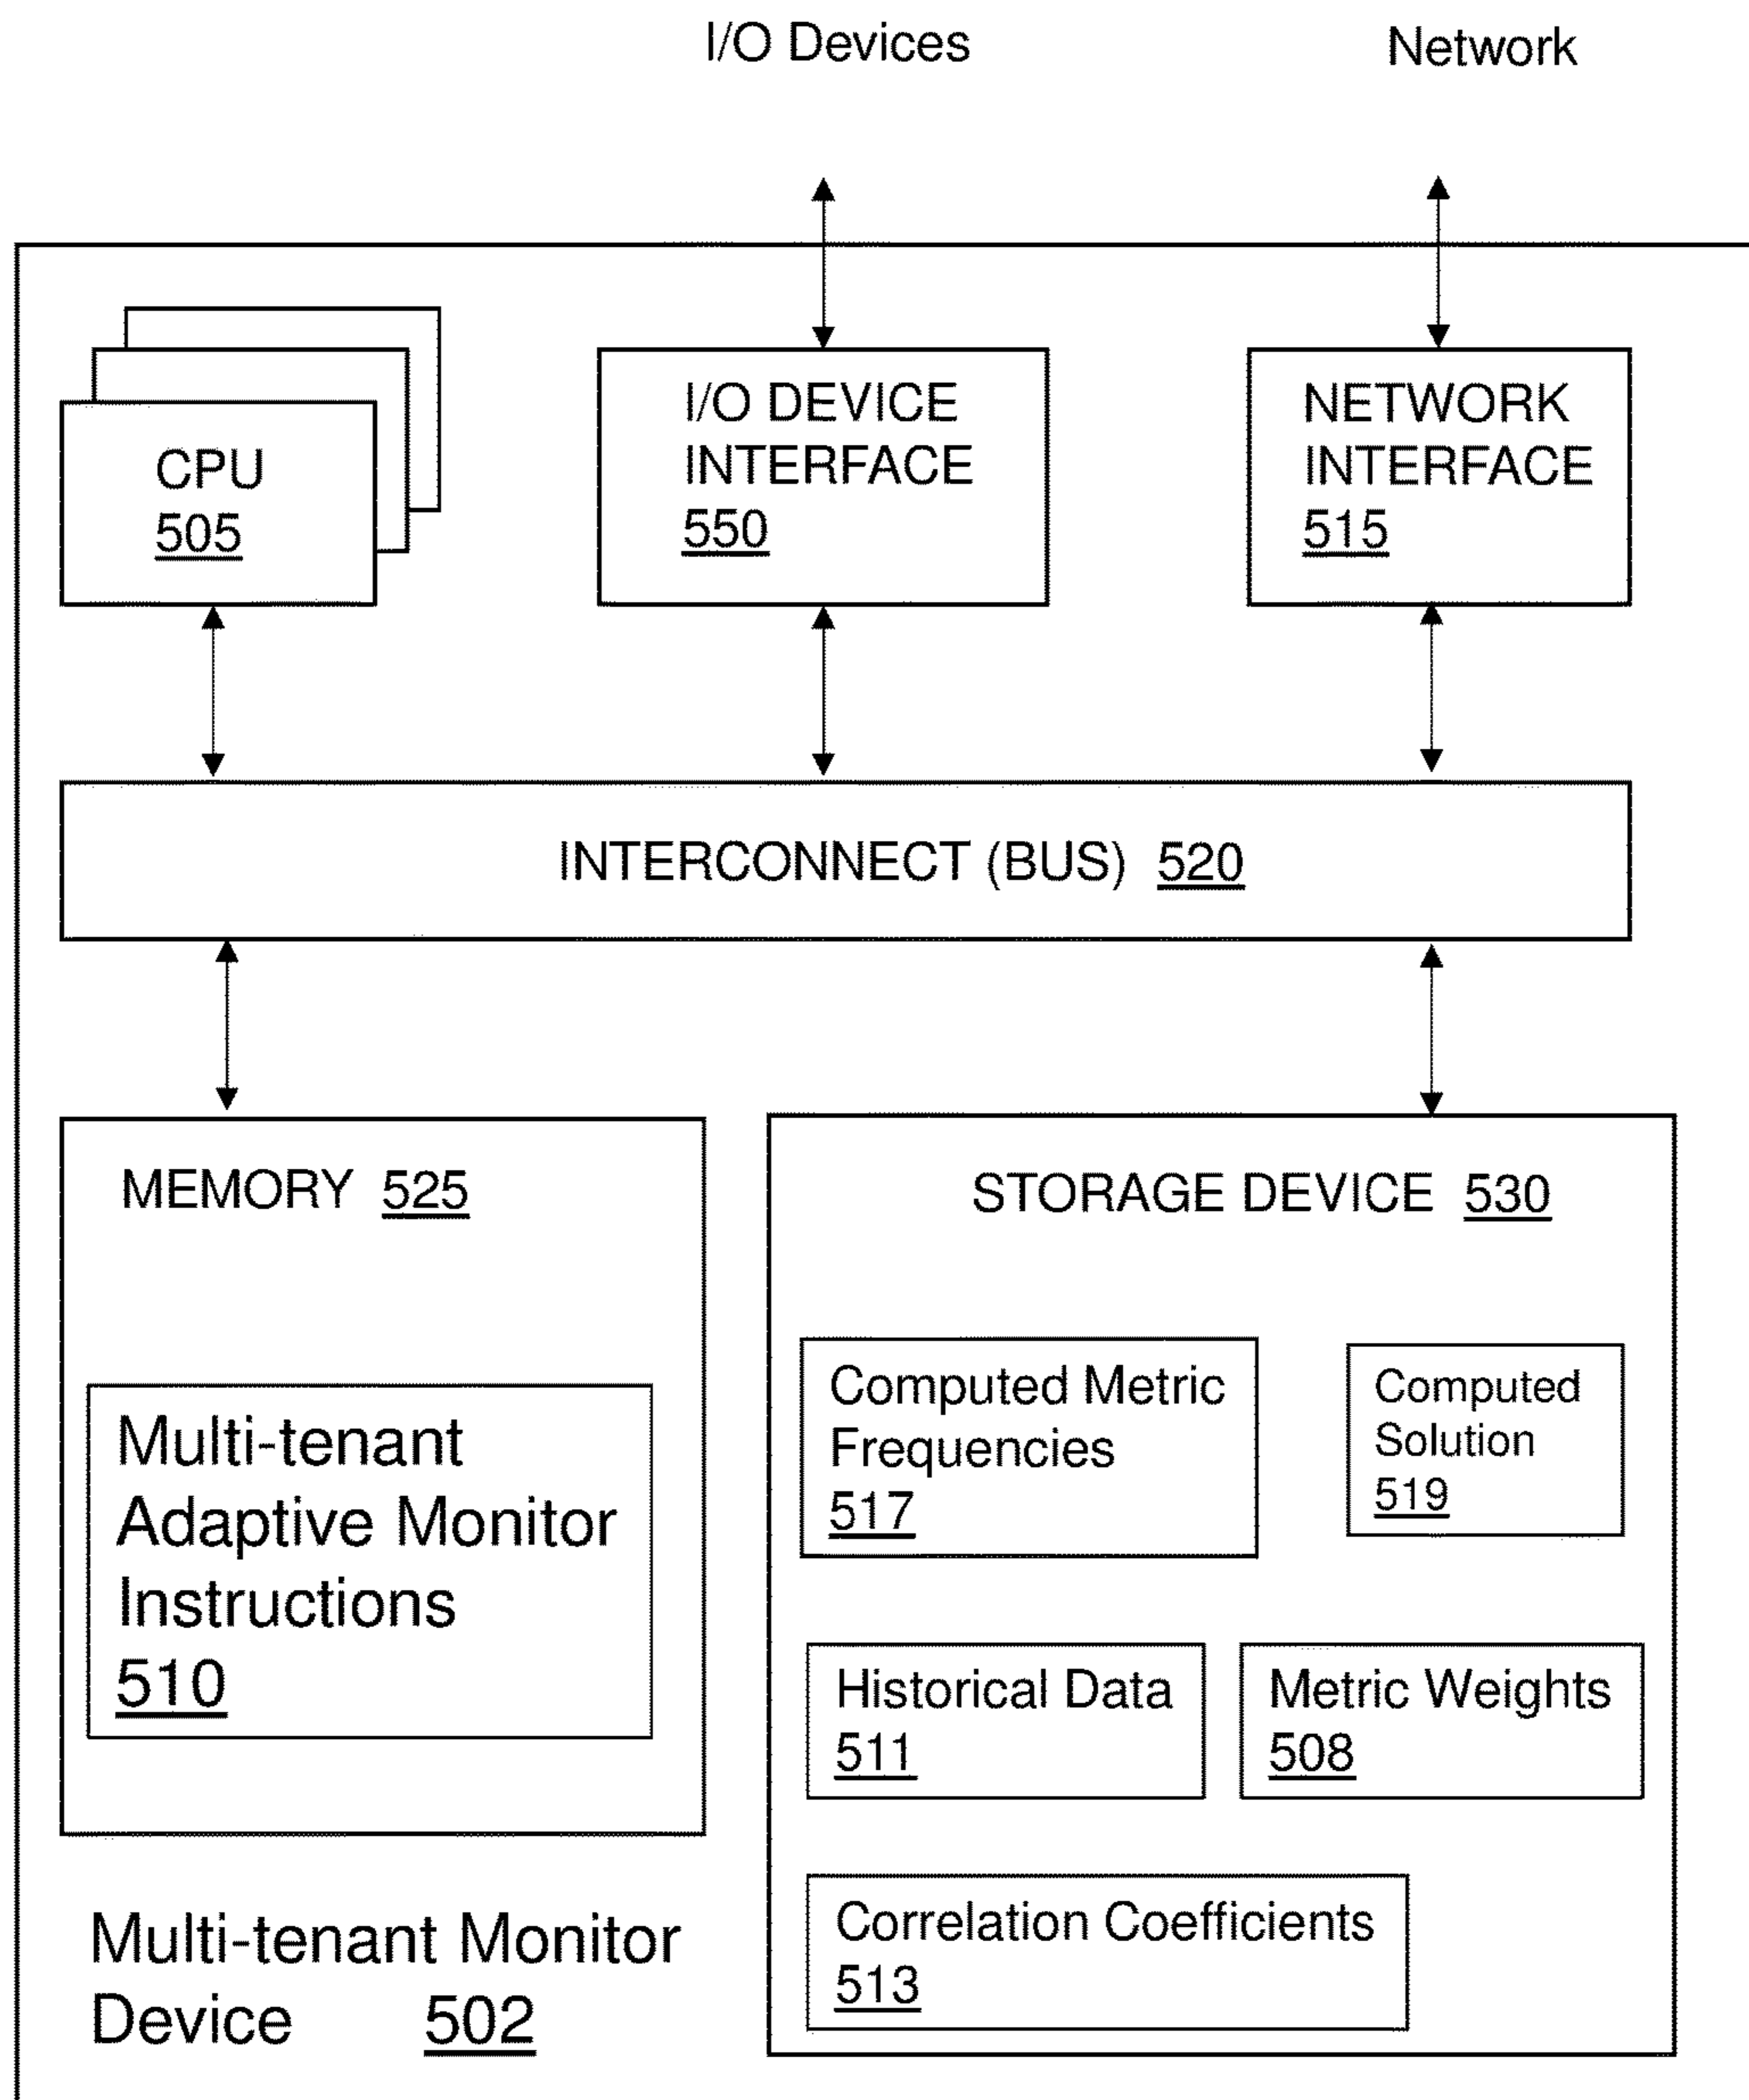 I/O Devices
Network
CPU
505
I/O DEVICE
INTERFACE
550
NETWORK
INTERFACE
515
INTERCONNECT (BUS) 520
MEMORY 525
Multi-tenant
Adaptive Monitor
Instructions
510
STORAGE DEVICE 530
Computed Metric
Frequencies
517
Computed
Solution
519
Historical Data
511
Metric Weights
508
Correlation Coefficients
513
Multi-tenant Monitor
Device 502